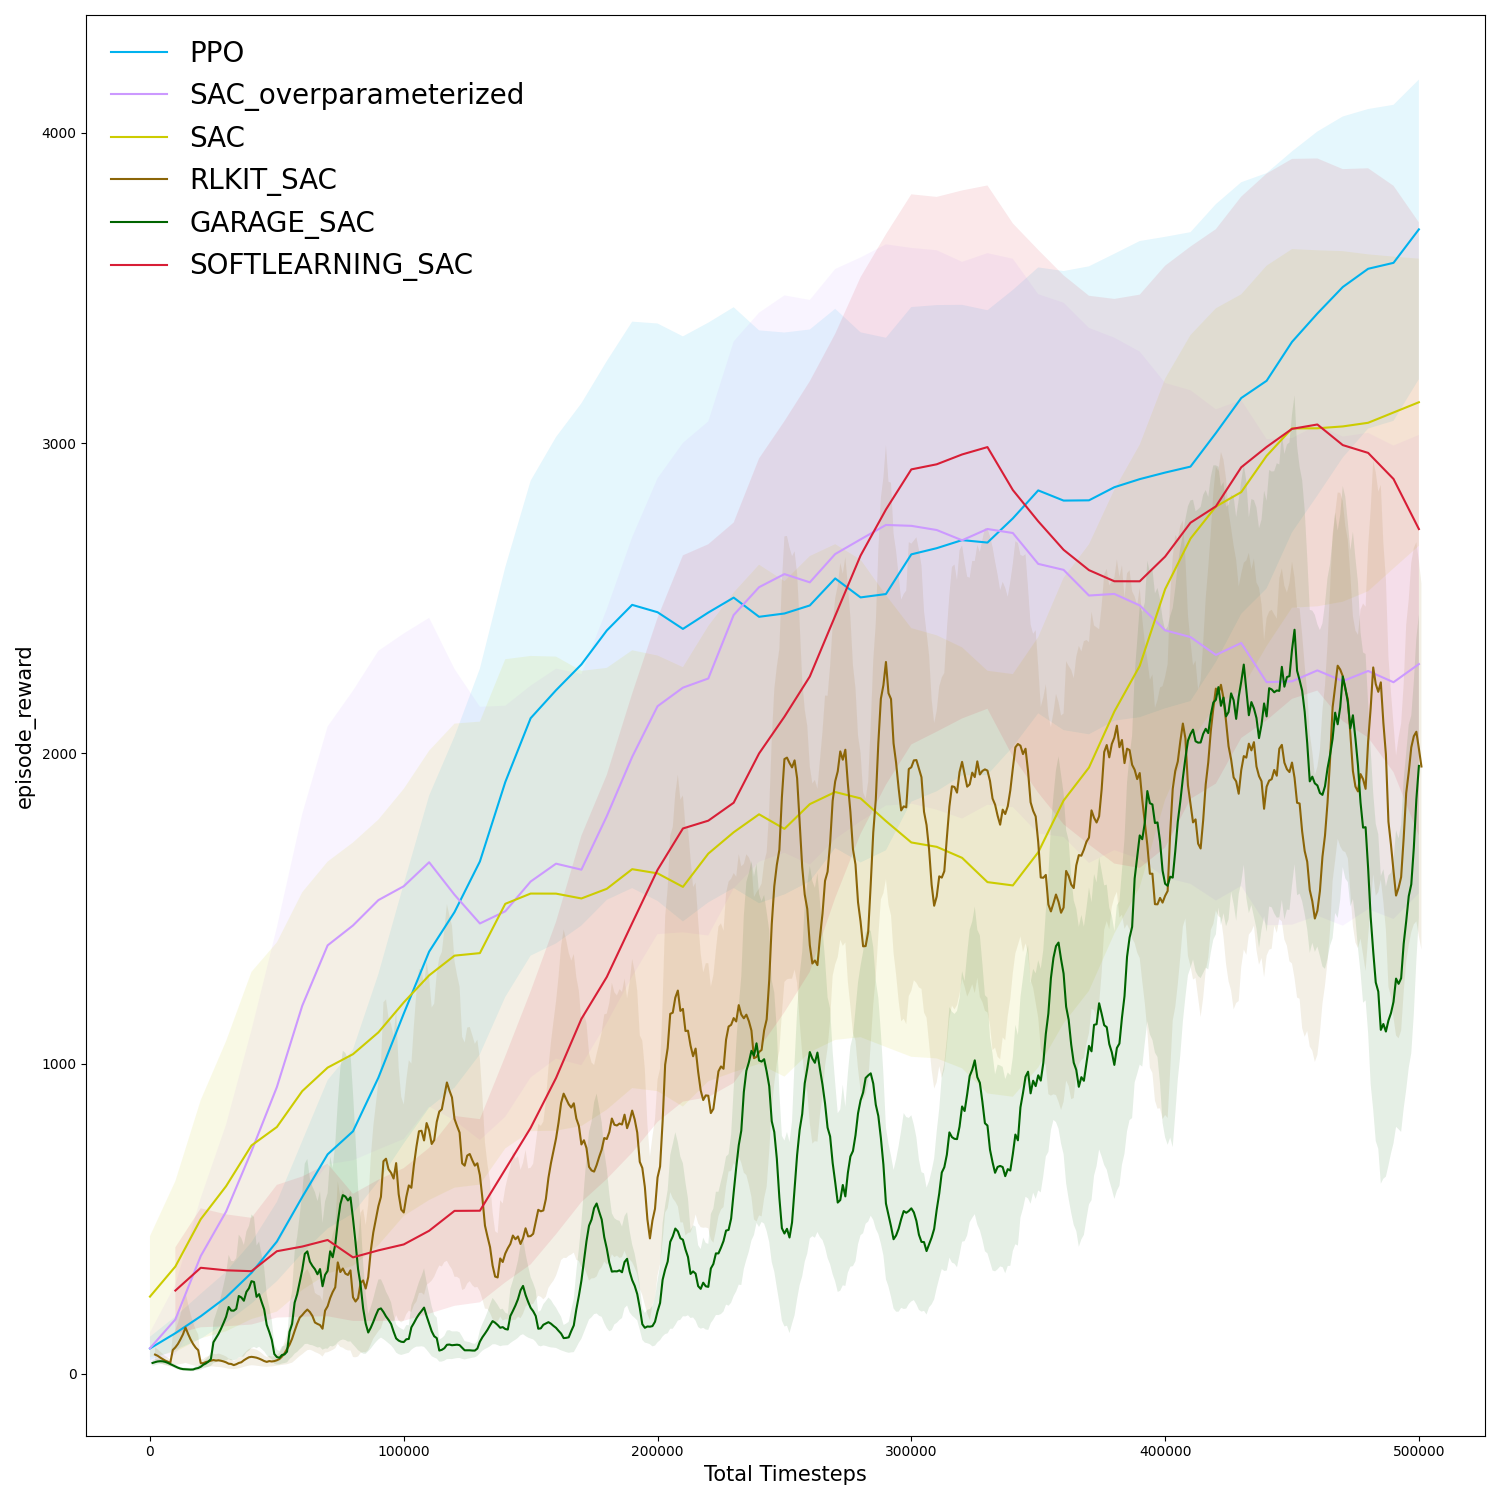 PPO
SAC_overparameterized
SAC
RLKIT_SAC
GARAGE_SAC
SOFTLEARNING_SAC
4000
3000
2000
1000
0
episode_reward
0 100000 200000 300000 400000 500000
Total Timesteps